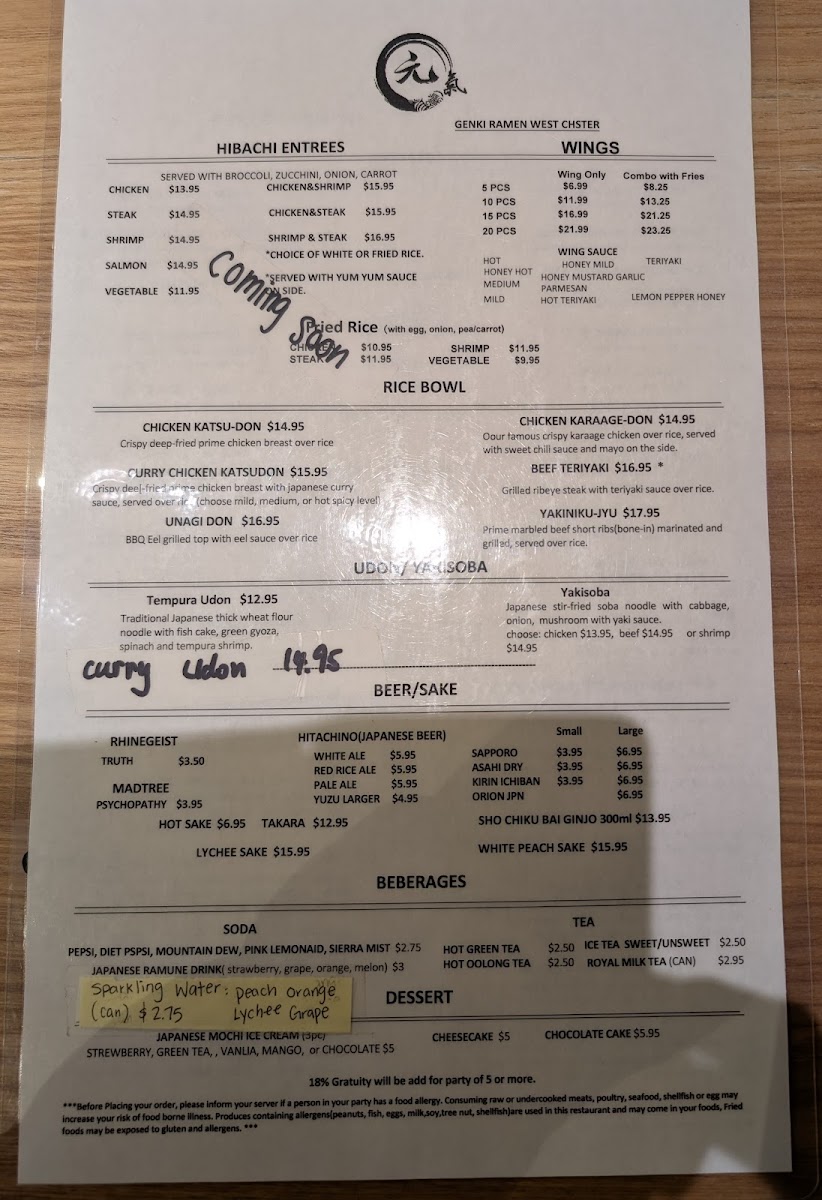 元氣
GENKI RAMEN WEST CHSTER
HIBACHI ENTREES
SERVED WITH BROCCOLI, ZUCCHINI, ONION, CARROT
CHICKEN $13.95 CHICKEN&SHRIMP $15.95
STEAK $14.95 CHICKEN&STEAK $15.95
SHRIMP $14.95 SHRIMP & STEAK $16.95
*CHOICE OF WHITE OR FRIED RICE.
SALMON $14.95
*SERVED WITH YUM YUM SAUCE
ON SIDE.
VEGETABLE $11.95
Coming Soon
WINGS
Wing Only Combo with Fries
5 PCS $6.99 $8.25
10 PCS $11.99 $13.25
15 PCS $16.99 $21.25
20 PCS $21.99 $23.25
WING SAUCE
HOT HONEY MILD TERIYAKI
HONEY HOT HONEY MUSTARD GARLIC
MEDIUM PARMESAN
MILD HOT TERIYAKI LEMON PEPPER HONEY
Fried Rice (with egg, onion, pea/carrot)
CHICKEN $10.95 SHRIMP $11.95
STEAK $11.95 VEGETABLE $9.95
RICE BOWL
CHICKEN KATSU-DON $14.95
Crispy deep-fried prime chicken breast over rice
CURRY CHICKEN KATSUDON $15.95
Crispy deej-fried prime chicken breast with japanese curry
sauce, served over rice (choose mild, medium, or hot spicy level)
UNAGI DON $16.95
BBQ Eel grilled top with eel sauce over rice
CHICKEN KARAAGE-DON $14.95
Oour famous crispy karaage chicken over rice, served
with sweet chili sauce and mayo on the side.
BEEF TERIYAKI $16.95 *
Grilled ribeye steak with teriyaki sauce over rice.
YAKINIKU-JYU $17.95
Prime marbled beef short ribs(bone-in) marinated and
grilled, served over rice.
UDON/ YAKISOBA
Tempura Udon $12.95
Traditional Japanese thick wheat flour
noodle with fish cake, green gyoza,
spinach and tempura shrimp.
curry udon 14.95
Yakisoba
Japanese stir-fried soba noodle with cabbage,
onion, mushroom with yaki sauce.
choose: chicken $13.95, beef $14.95 or shrimp
$14.95
BEER/SAKE
RHINEGEIST
TRUTH $3.50
MADTREE
PSYCHOPATHY $3.95
HITACHINO(JAPANESE BEER)
WHITE ALE $5.95
RED RICE ALE $5.95
PALE ALE $5.95
YUZU LARGER $4.95
Small Large
SAPPORO $3.95 $6.95
ASAHI DRY $3.95 $6.95
KIRIN ICHIBAN $3.95 $6.95
ORION JPN $6.95
HOT SAKE $6.95 TAKARA $12.95 SHO CHIKU BAI GINJO 300ml $13.95
LYCHEE SAKE $15.95 WHITE PEACH SAKE $15.95
BEBERAGES
SODA
PEPSI, DIET PSPSI, MOUNTAIN DEW, PINK LEMONAID, SIERRA MIST $2.75
JAPANESE RAMUNE DRINK( strawberry, grape, orange, melon) $3
Sparkling Water: peach orange
(can) $2.75 Lychee Grape
TEA
HOT GREEN TEA $2.50 ICE TEA SWEET/UNSWEET $2.50
HOT OOLONG TEA $2.50 ROYAL MILK TEA (CAN) $2.95
DESSERT
JAPANESE MOCHI ICE CREAM (3pc) CHEESECAKE $5 CHOCOLATE CAKE $5.95
STREWBERRY, GREEN TEA, , VANLIA, MANGO, or CHOCOLATE $5
18% Gratuity will be add for party of 5 or more.
***Before Placing your order, please inform your server if a person in your party has a food allergy. Consuming raw or undercooked meats, poultry, seafood, shellfish or egg may
increase your risk of food borne illness. Produces containing allergens(peanuts, fish, eggs, milk,soy,tree nut, shellfish)are used in this restaurant and may come in your foods, Fried
foods may be exposed to gluten and allergens. ***